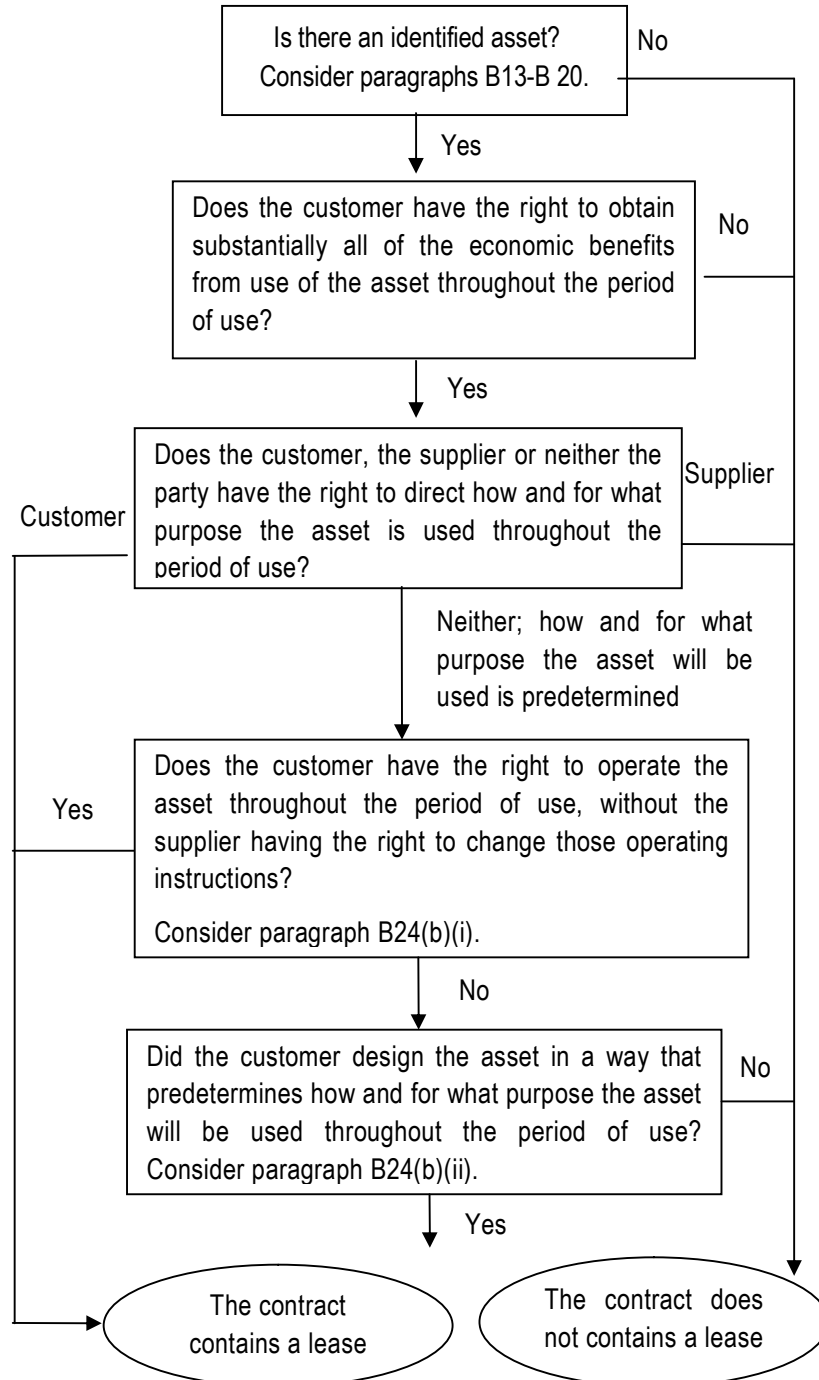 Is there an identified asset?
Consider paragraphs B13-B 20.
No
Yes
Does the customer have the right to obtain
substantially all of the economic benefits
from use of the asset throughout the period
of use?
No
Yes
Does the customer, the supplier or neither the
party have the right to direct how and for what
purpose the asset is used throughout the
period of use?
Customer
Supplier
Neither; how and for what
purpose the asset will be
used is predetermined
Does the customer have the right to operate the
asset throughout the period of use, without the
supplier having the right to change those operating
instructions?
Consider paragraph B24(b)(i).
Yes
No
Did the customer design the asset in a way that
predetermines how and for what purpose the asset
will be used throughout the period of use?
Consider paragraph B24(b)(ii).
No
Yes
The contract
contains a lease
The contract does
not contains a lease